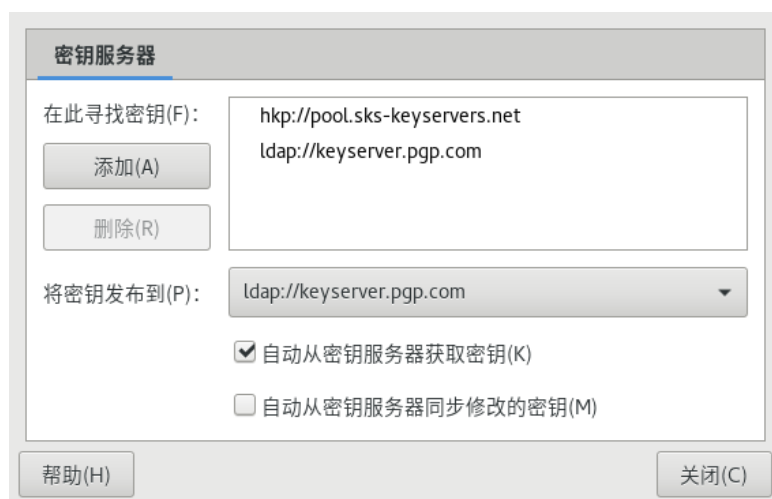 密钥服务器
在此寻找密钥(F):
hkp://pool.sks-keyservers.net
添加(A)
ldap://keyserver.pgp.com
删除(R)
将密钥发布到(P):
ldap://keyserver.pgp.com
自动从密钥服务器获取密钥(K)
自动从密钥服务器同步修改的密钥(M)
帮助(H)
关闭(C)